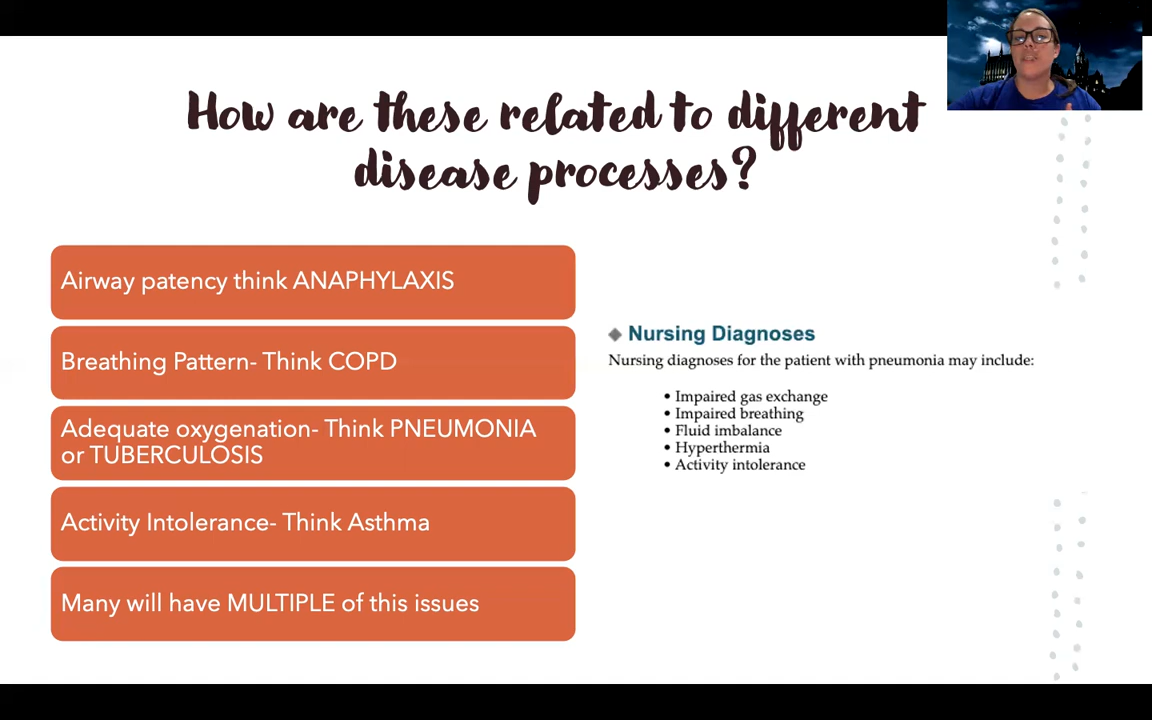 How are these related to different
disease processes?
Airway patency think ANAPHYLAXIS
Breathing Pattern- Think COPD
Adequate oxygenation- Think PNEUMONIA
or TUBERCULOSIS
Activity Intolerance- Think Asthma
Many will have MULTIPLE of this issues
◆ Nursing Diagnoses
Nursing diagnoses for the patient with pneumonia may include:
• Impaired gas exchange
• Impaired breathing
• Fluid imbalance
• Hyperthermia
• Activity intolerance